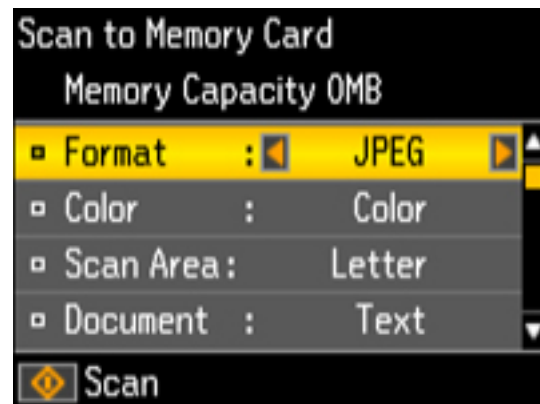 Scan to Memory Card
Memory Capacity 0MB
Format : JPEG
Color : Color
Scan Area: Letter
Document : Text
Scan